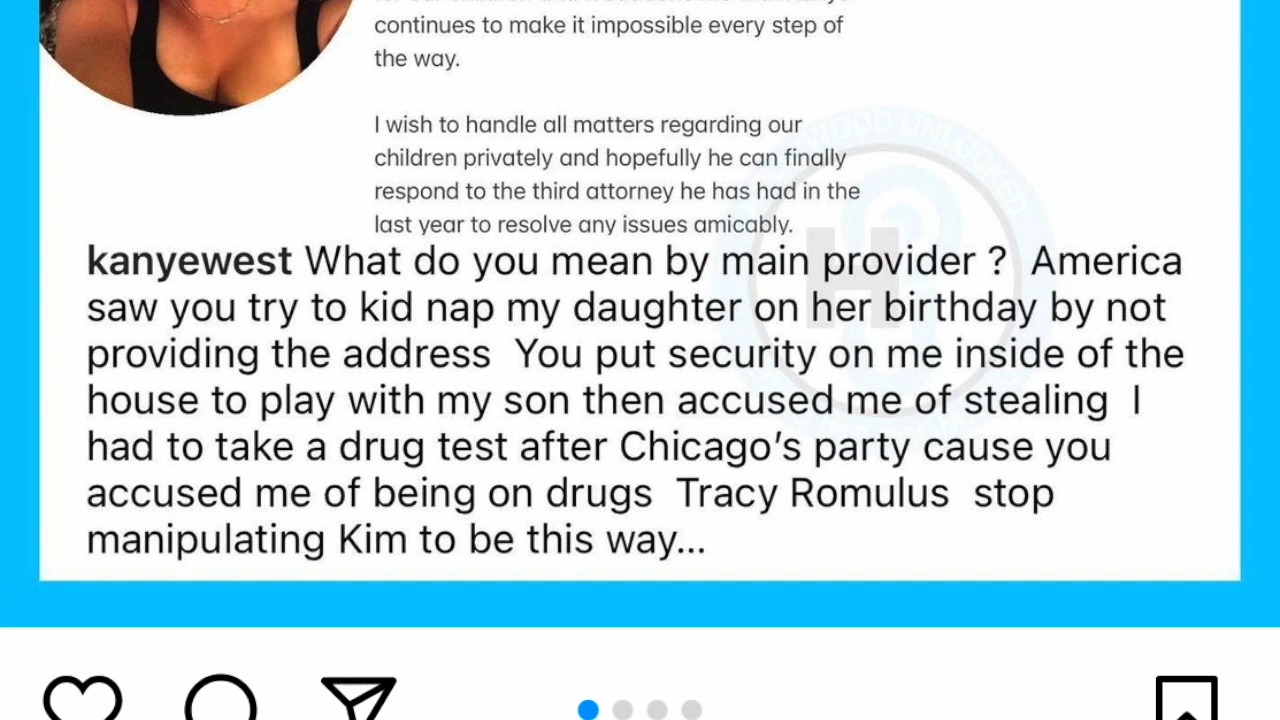 continues to make it impossible every step of
the way.
I wish to handle all matters regarding our
children privately and hopefully he can finally
respond to the third attorney he has had in the
last year to resolve any issues amicably.
kanyewest What do you mean by main provider ?  America
saw you try to kid nap my daughter on her birthday by not
providing the address  You put security on me inside of the
house to play with my son then accused me of stealing  I
had to take a drug test after Chicago's party cause you
accused me of being on drugs  Tracy Romulus  stop
manipulating Kim to be this way...
WOOD UNLOCKED
H